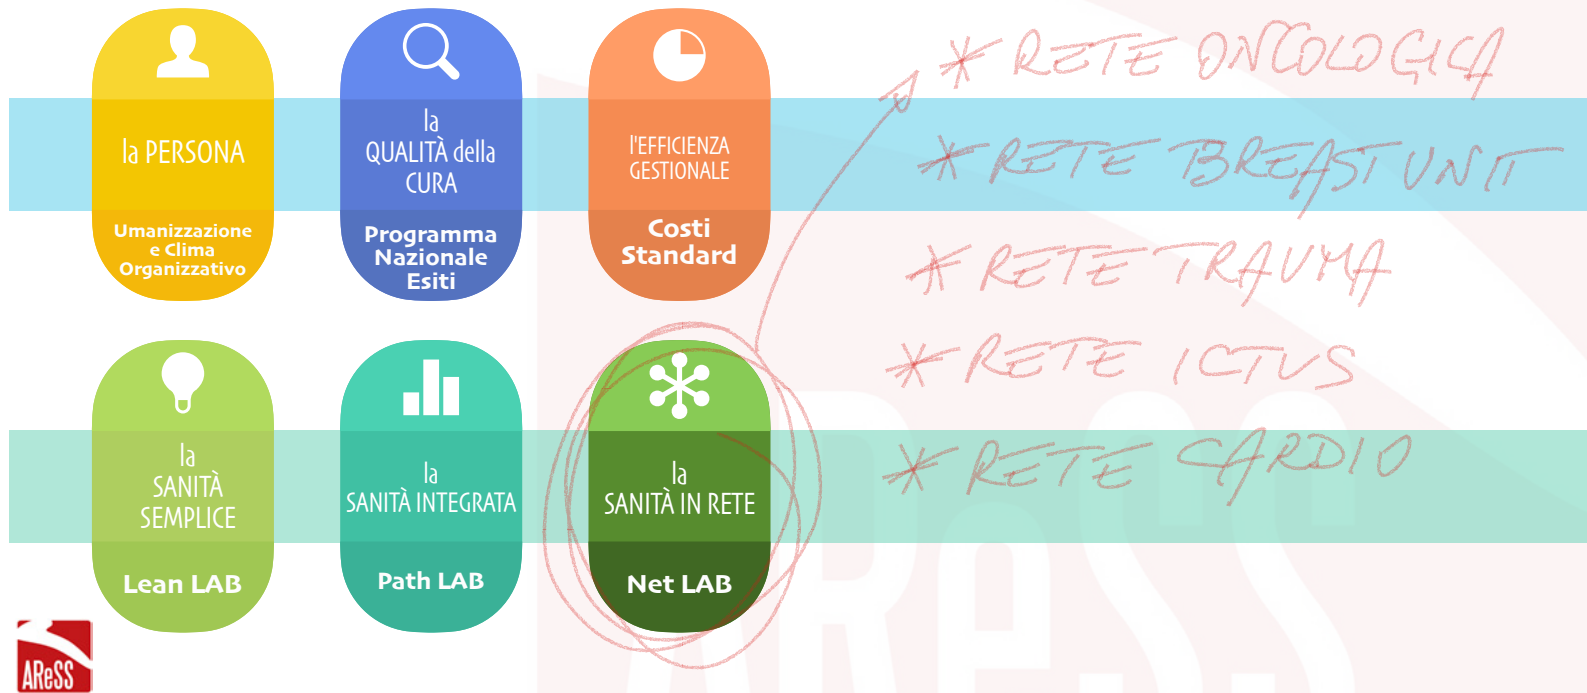 la PERSONA
Umanizzazione
e Clima
Organizzativo
la
QUALITÀ della
CURA
Programma
Nazionale
Esiti
l'EFFICIENZA
GESTIONALE
Costi
Standard
* RETE ONCOLOGICA
* RETE BREAST UNIT
* RETE TRAUMA
* RETE ICTUS
* RETE CARDIO
la
SANITÀ
SEMPLICE
Lean LAB
la
SANITÀ INTEGRATA
Path LAB
la
SANITÀ IN RETE
Net LAB
AReSS
AReSS